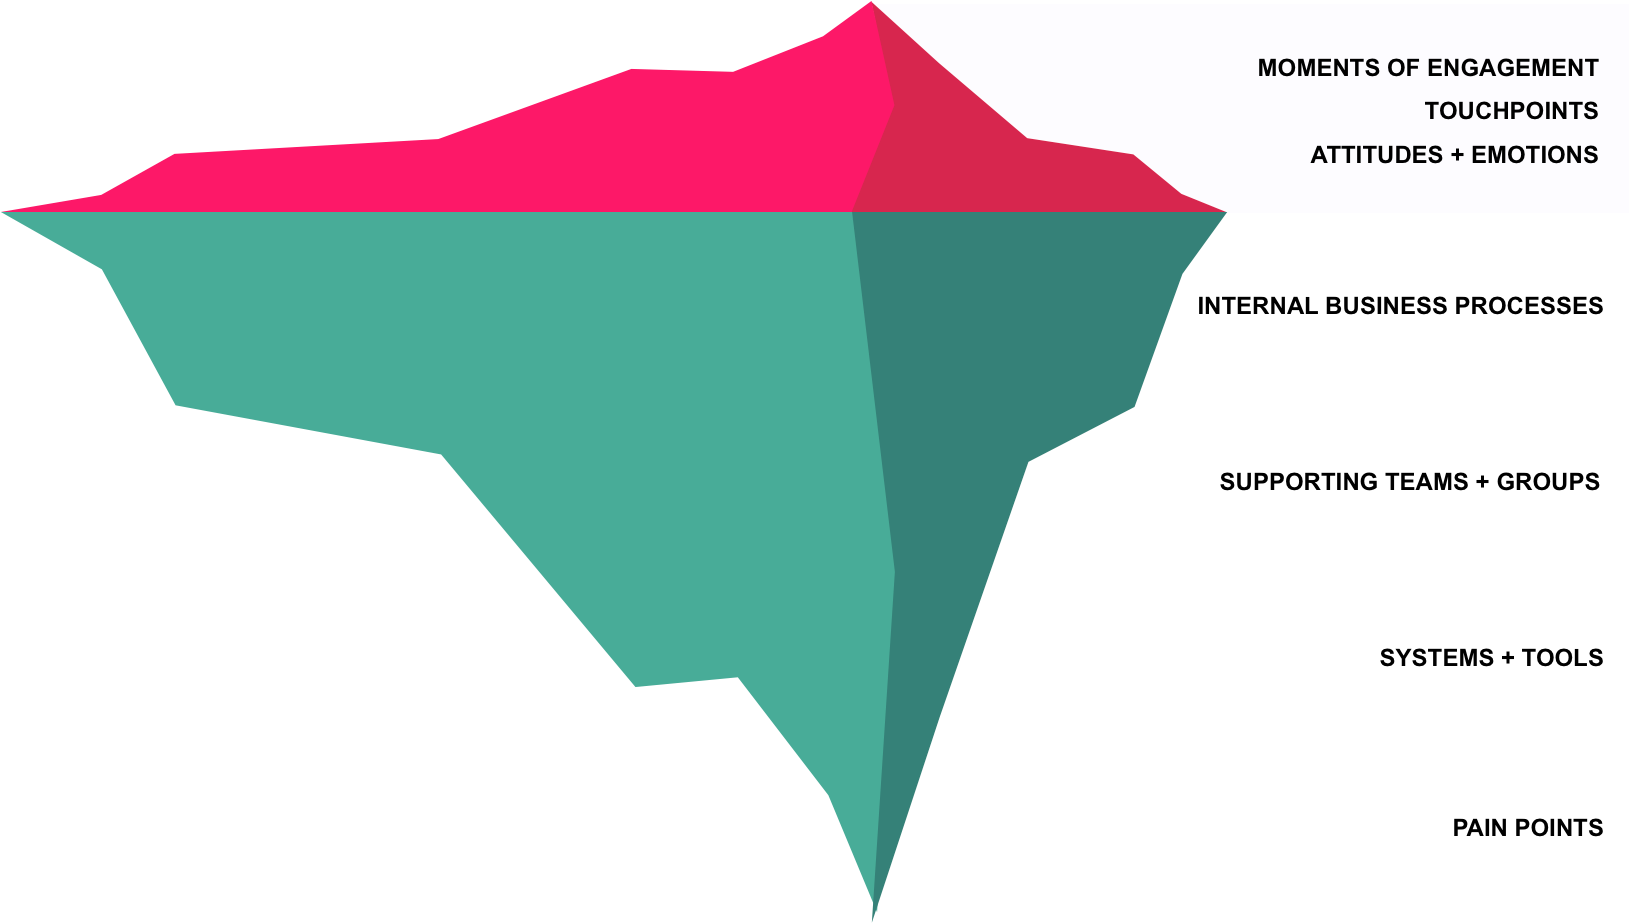 MOMENTS OF ENGAGEMENT
TOUCHPOINTS
ATTITUDES + EMOTIONS
INTERNAL BUSINESS PROCESSES
SUPPORTING TEAMS + GROUPS
SYSTEMS + TOOLS
PAIN POINTS